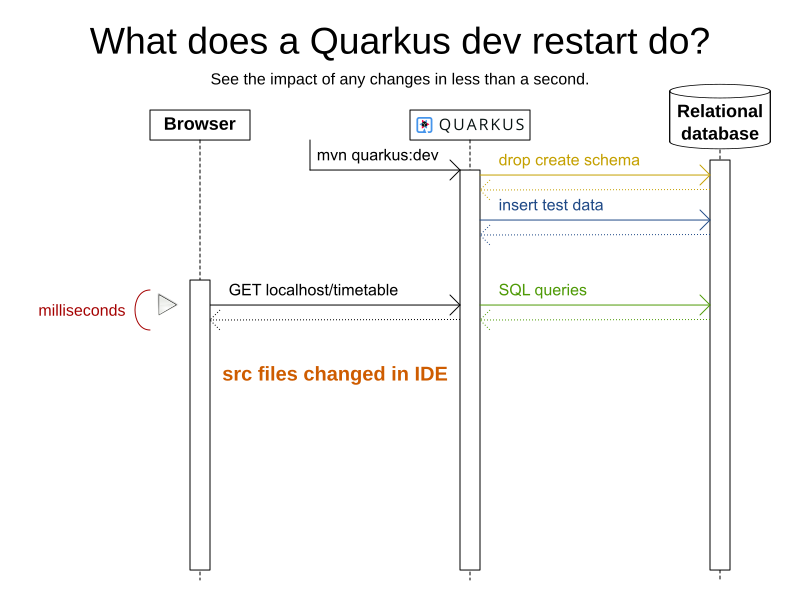 What does a Quarkus dev restart do?
See the impact of any changes in less than a second.
Browser
QUARKUS
Relational
database
mvn quarkus:dev
drop create schema
insert test data
GET localhost/timetable
SQL queries
milliseconds
src files changed in IDE